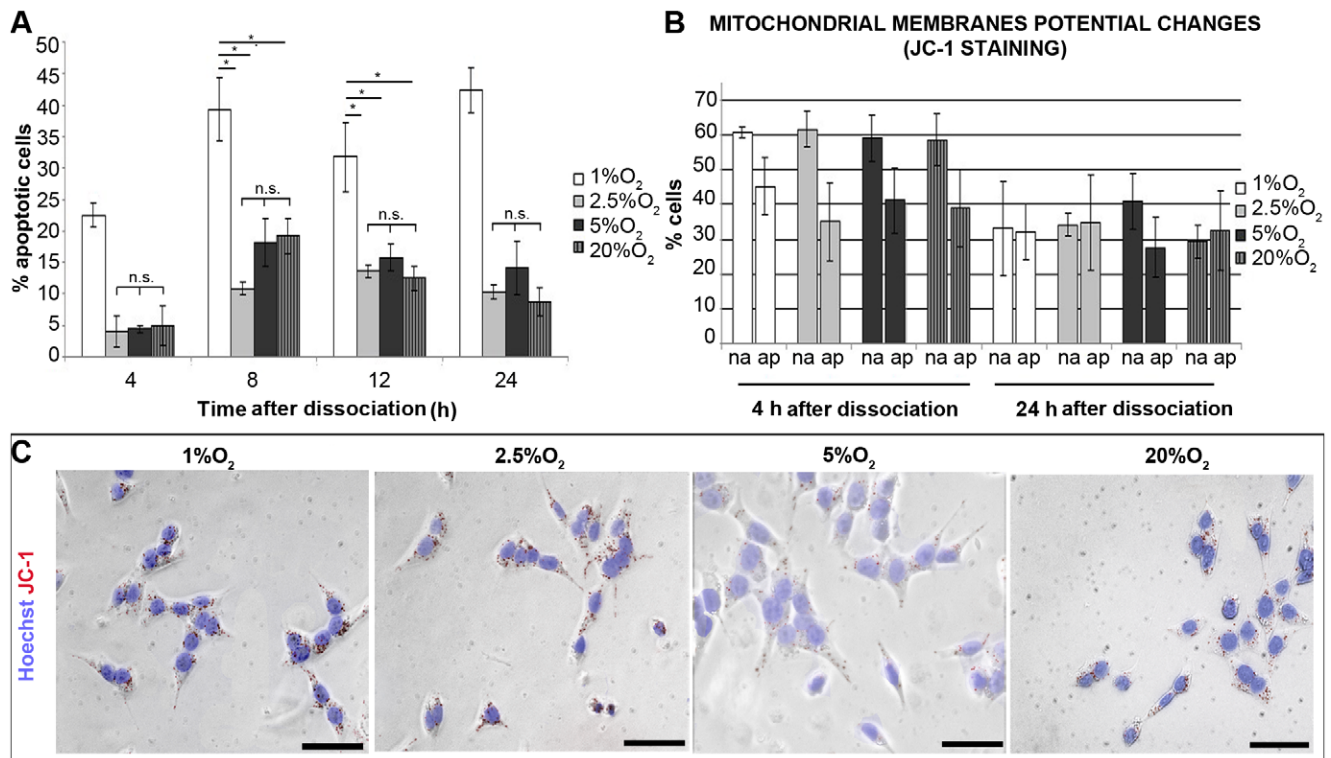 A
50
45
40
35
30
25
20
15
10
5
0
% apoptotic cells
* 
* 
*
*
*
*
n.s.
n.s.
n.s.
n.s.
4 8 12 24
Time after dissociation (h)
1%O₂
2.5%O₂
5%O₂
20%O₂
B MITOCHONDRIAL MEMBRANES POTENTIAL CHANGES
(JC-1 STAINING)
70
60
50
40
30
20
10
0
% cells
na ap na ap na ap na ap na ap na ap na ap na ap
4 h after dissociation 24 h after dissociation
1%O₂
2.5%O₂
5%O₂
20%O₂
C
1%O₂ 2.5%O₂ 5%O₂ 20%O₂
Hoechst JC-1